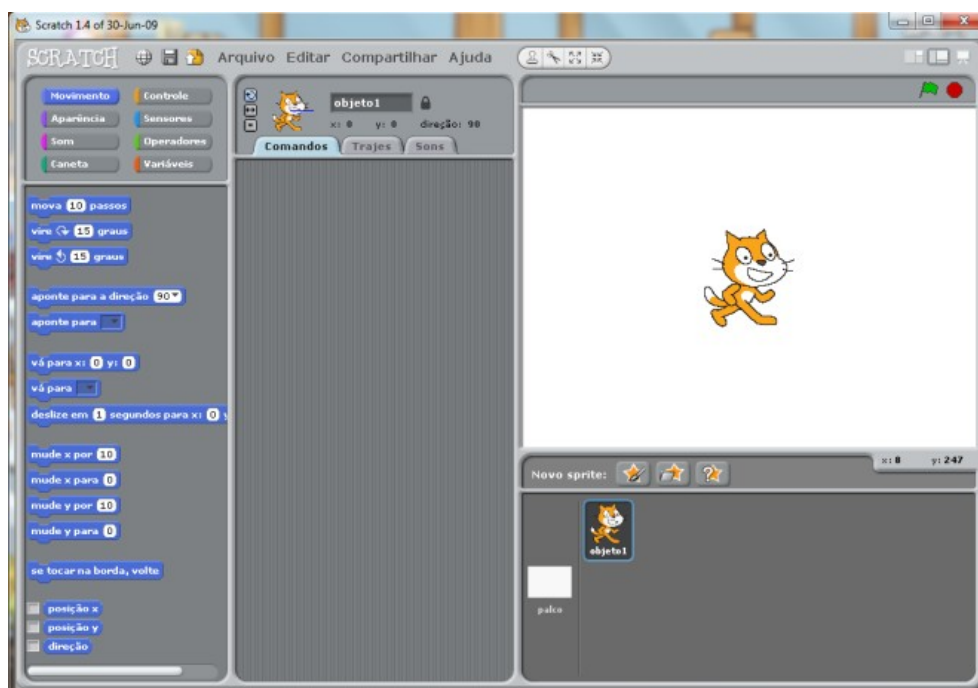 Scratch 1.4 of 30-Jun-09
SCRATCH Arquivo Editar Compartilhar Ajuda
Movimento Controle
Aparência Sensores
Som Operadores
Caneta Variáveis
objeto1
x: 0 y: 0 direção: 90
Comandos Trajes Sons
mova 10 passos
vire 15 graus
vire 15 graus
aponte para a direção 90
aponte para
vá para x: 0 y: 0
vá para
deslize em 1 segundos para x: 0 y
mude x por 10
mude x para 0
mude y por 10
mude y para 0
se tocar na borda, volte
posição x
posição y
direção
x: 8 y: 247
Novo sprite:
objeto1
palco